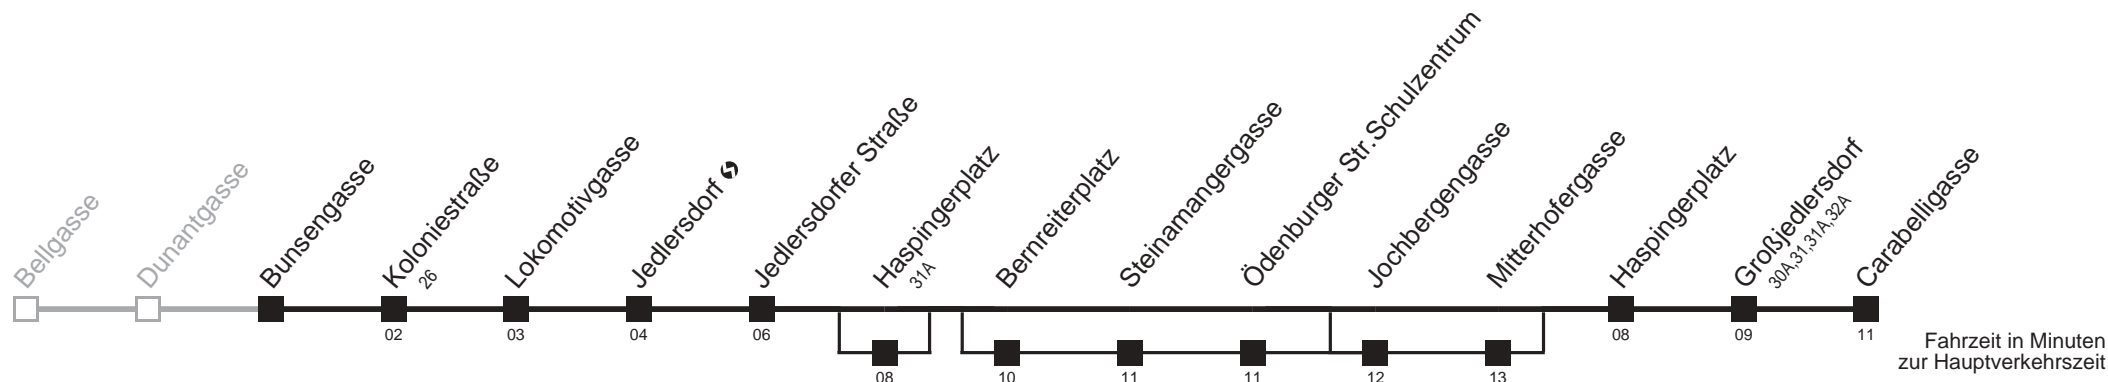 Bellgasse
Dunantgasse
Bunsengasse
Koloniestraße
26
Lokomotivgasse
Jedlersdorf
Jedlersdorfer Straße
Haspingerplatz
31A
Bernreiterplatz
Steinamangergasse
Ödenburger Str.Schulzentrum
Jochbergengasse
Mitterhofergasse
Haspingerplatz
Großjedlersdorf
30A,31,31A,32A
Carabelligasse
02
03
04
06
08
09
11
08
10
11
11
12
13
Fahrzeit in Minuten
zur Hauptverkehrszeit